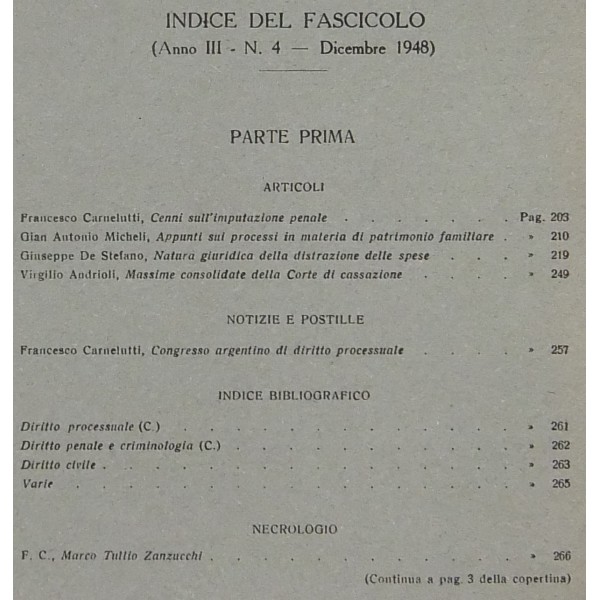 INDICE DEL FASCICOLO
(Anno III - N. 4 — Dicembre 1948)
PARTE PRIMA
ARTICOLI
Francesco Carnelutti, Cenni sull'imputazione penale . . . . . . . Pag. 203
Gian Antonio Micheli, Appunti sui processi in materia di patrimonio familiare . » 210
Giuseppe De Stefano, Natura giuridica della distrazione delle spese . . . » 219
Virgilio Andrioli, Massime consolidate della Corte di cassazione . . . . » 249
NOTIZIE E POSTILLE
Francesco Carnelutti, Congresso argentino di diritto processuale . . . . » 257
INDICE BIBLIOGRAFICO
Diritto processuale (C.) . . . . . . . . . . . . . » 261
Diritto penale e criminologia (C.) . . . . . . . . . . . » 262
Diritto civile . . . . . . . . . . . . . . . . » 263
Varie . . . . . . . . . . . . . . . . . » 265
NECROLOGIO
F. C., Marco Tullio Zanzucchi . . . . . . . . . . . . » 266
(Continua a pag. 3 della copertina)